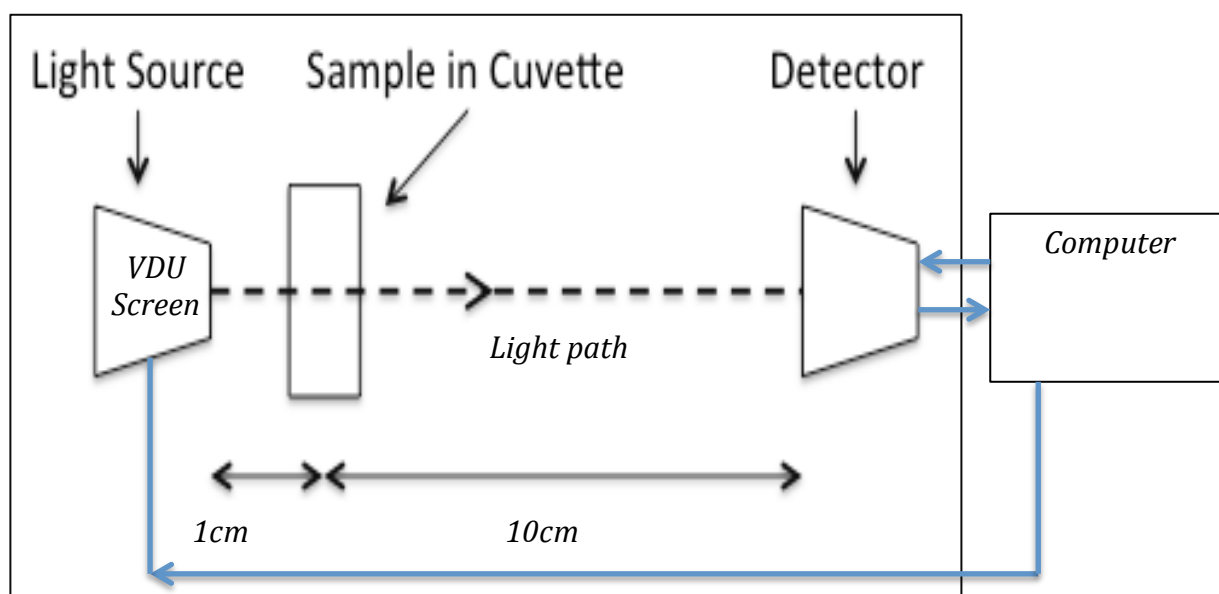 Light Source
Sample in Cuvette
Detector
VDU
Screen
Computer
Light path
1cm
10cm